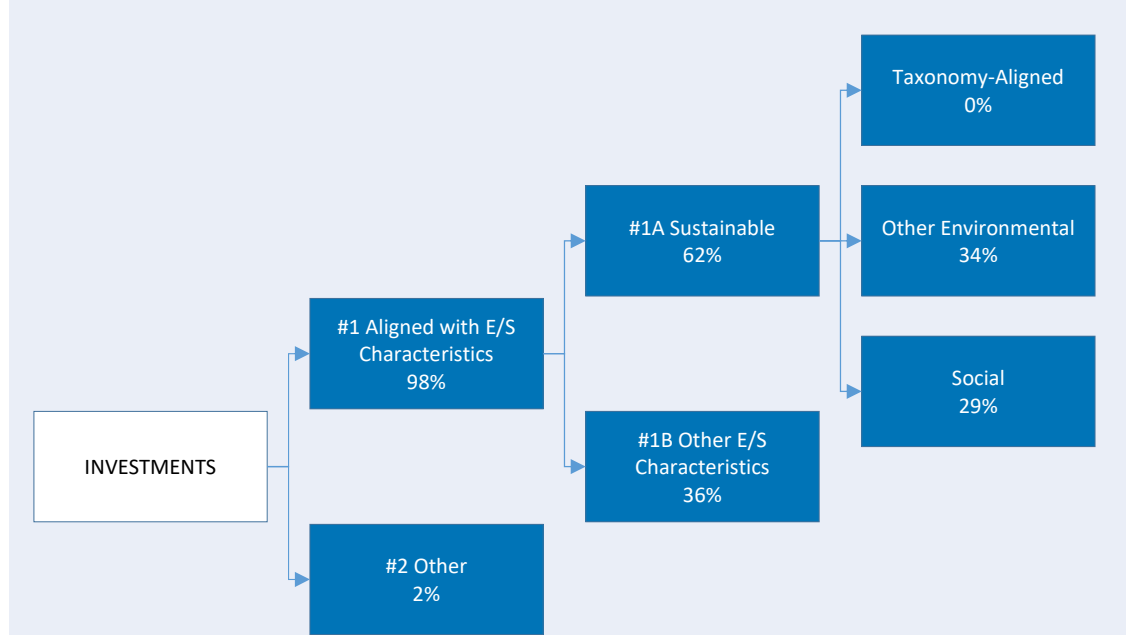 INVESTMENTS
#1 Aligned with E/S
Characteristics
98%
#2 Other
2%
#1A Sustainable
62%
#1B Other E/S
Characteristics
36%
Taxonomy-Aligned
0%
Other Environmental
34%
Social
29%